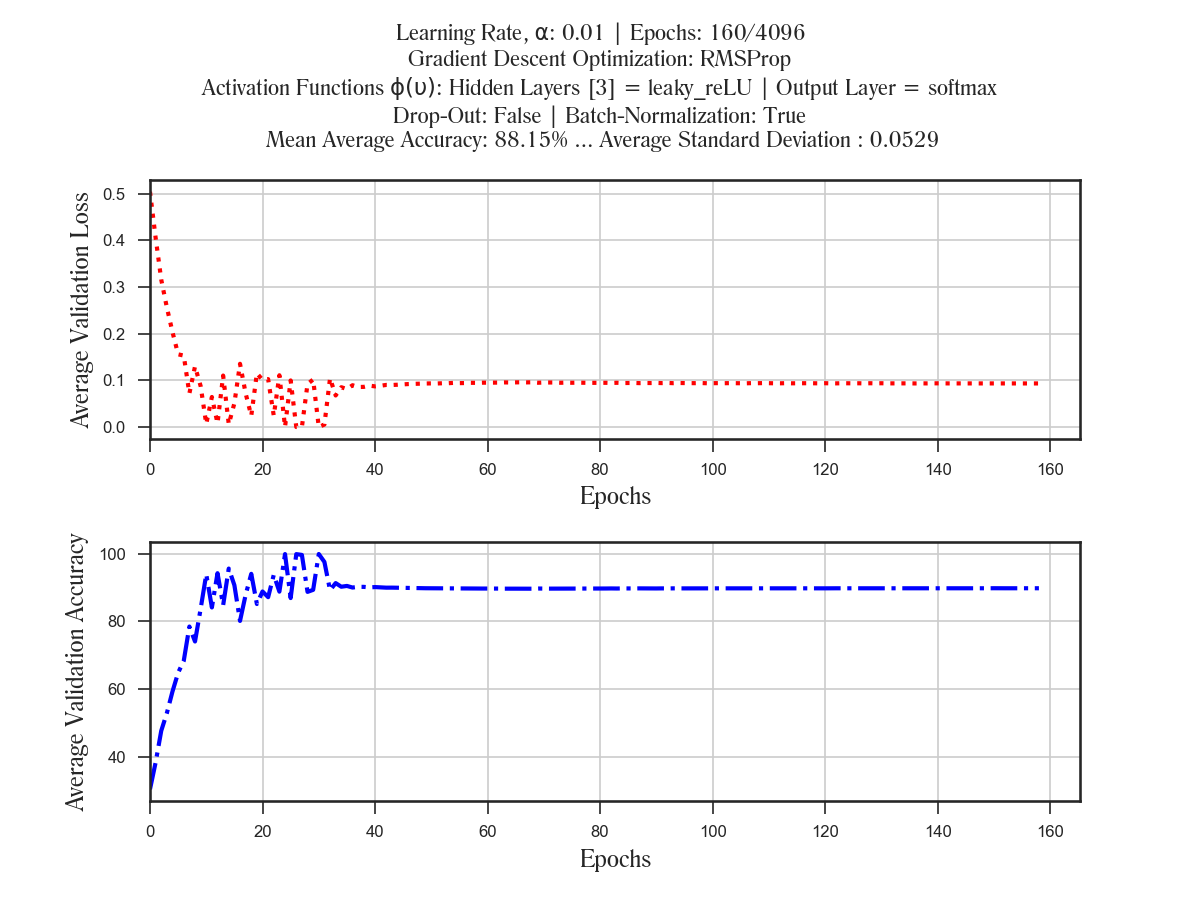 Learning Rate, α: 0.01 | Epochs: 160/4096
Gradient Descent Optimization: RMSProp
Activation Functions ϕ(υ): Hidden Layers [3] = leaky_reLU | Output Layer = softmax
Drop-Out: False | Batch-Normalization: True
Mean Average Accuracy: 88.15% ... Average Standard Deviation : 0.0529
Average Validation Loss
0.5
0.4
0.3
0.2
0.1
0.0
0 20 40 60 80 100 120 140 160
Epochs
Average Validation Accuracy
100
80
60
40
0 20 40 60 80 100 120 140 160
Epochs